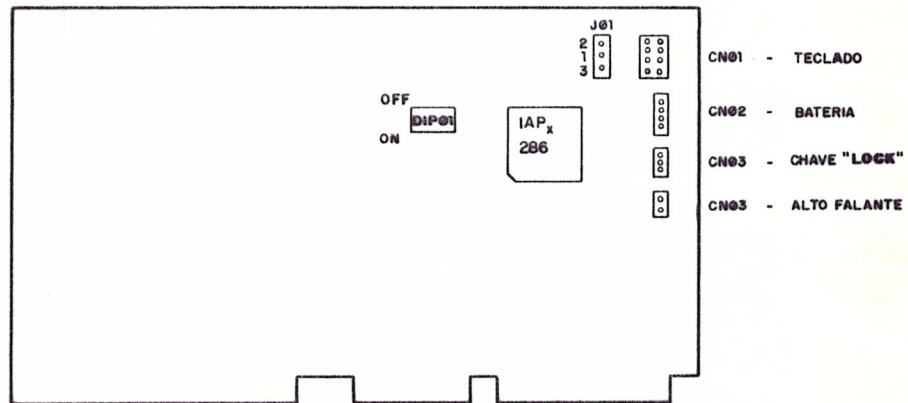 J01
2
1
3
CN01 - TECLADO
OFF
DIP01
ON
IAPx
286
CN02 - BATERIA
CN03 - CHAVE "LOCK"
CN03 - ALTO FALANTE